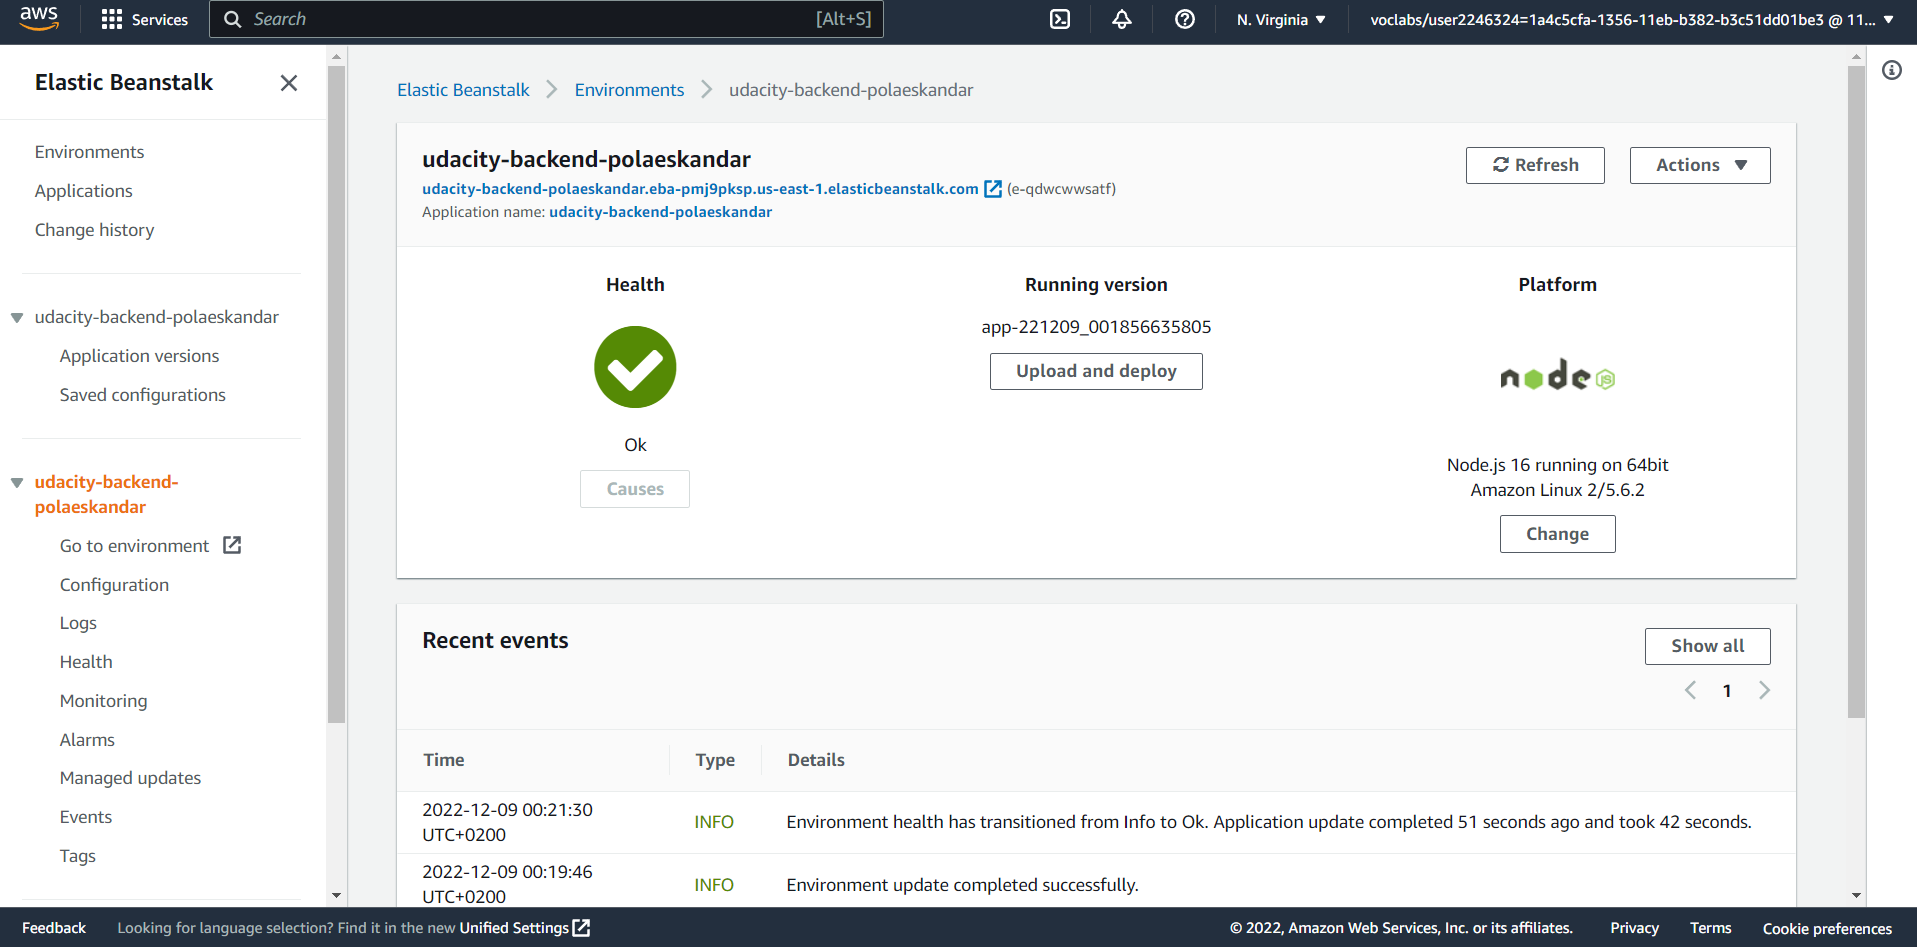 aws
Services
Search
[Alt+S]
N. Virginia
voclabs/user2246324=1a4c5cfa-1356-11eb-b382-b3c51dd01be3 @ 11...
Elastic Beanstalk
Environments
Applications
Change history
udacity-backend-polaeskandar
Application versions
Saved configurations
udacity-backend-
polaeskandar
Go to environment
Configuration
Logs
Health
Monitoring
Alarms
Managed updates
Events
Tags
Elastic Beanstalk
Environments
udacity-backend-polaeskandar
udacity-backend-polaeskandar
udacity-backend-polaeskandar.eba-pmj9pksp.us-east-1.elasticbeanstalk.com (e-qdwcwwsatf)
Application name: udacity-backend-polaeskandar
Refresh
Actions
Health
Ok
Causes
Running version
app-221209_001856635805
Upload and deploy
Platform
node JS
Node.js 16 running on 64bit
Amazon Linux 2/5.6.2
Change
Recent events
Show all
1
Time
Type
Details
2022-12-09 00:21:30
UTC+0200
INFO
Environment health has transitioned from Info to Ok. Application update completed 51 seconds ago and took 42 seconds.
2022-12-09 00:19:46
UTC+0200
INFO
Environment update completed successfully.
Feedback
Looking for language selection? Find it in the new Unified Settings
© 2022, Amazon Web Services, Inc. or its affiliates.
Privacy
Terms
Cookie preferences